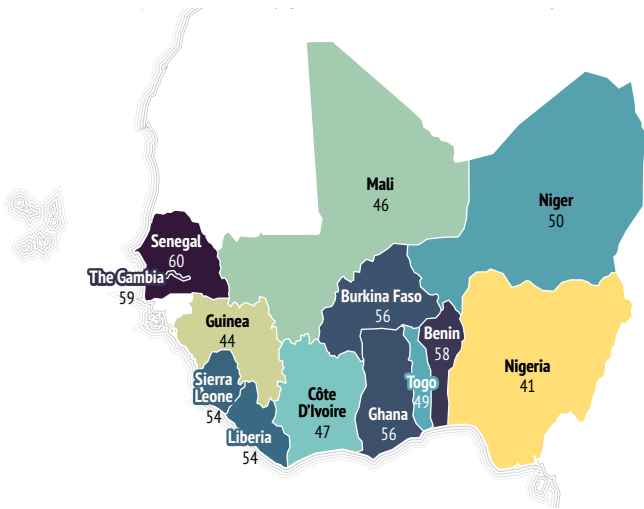 Mali
46
Niger
50
Senegal
60
The Gambia
59
Burkina Faso
56
Guinea
44
Benin
58
Nigeria
41
Sierra
Leone
54
Togo
49
Côte
D'Ivoire
47
Ghana
56
Liberia
54